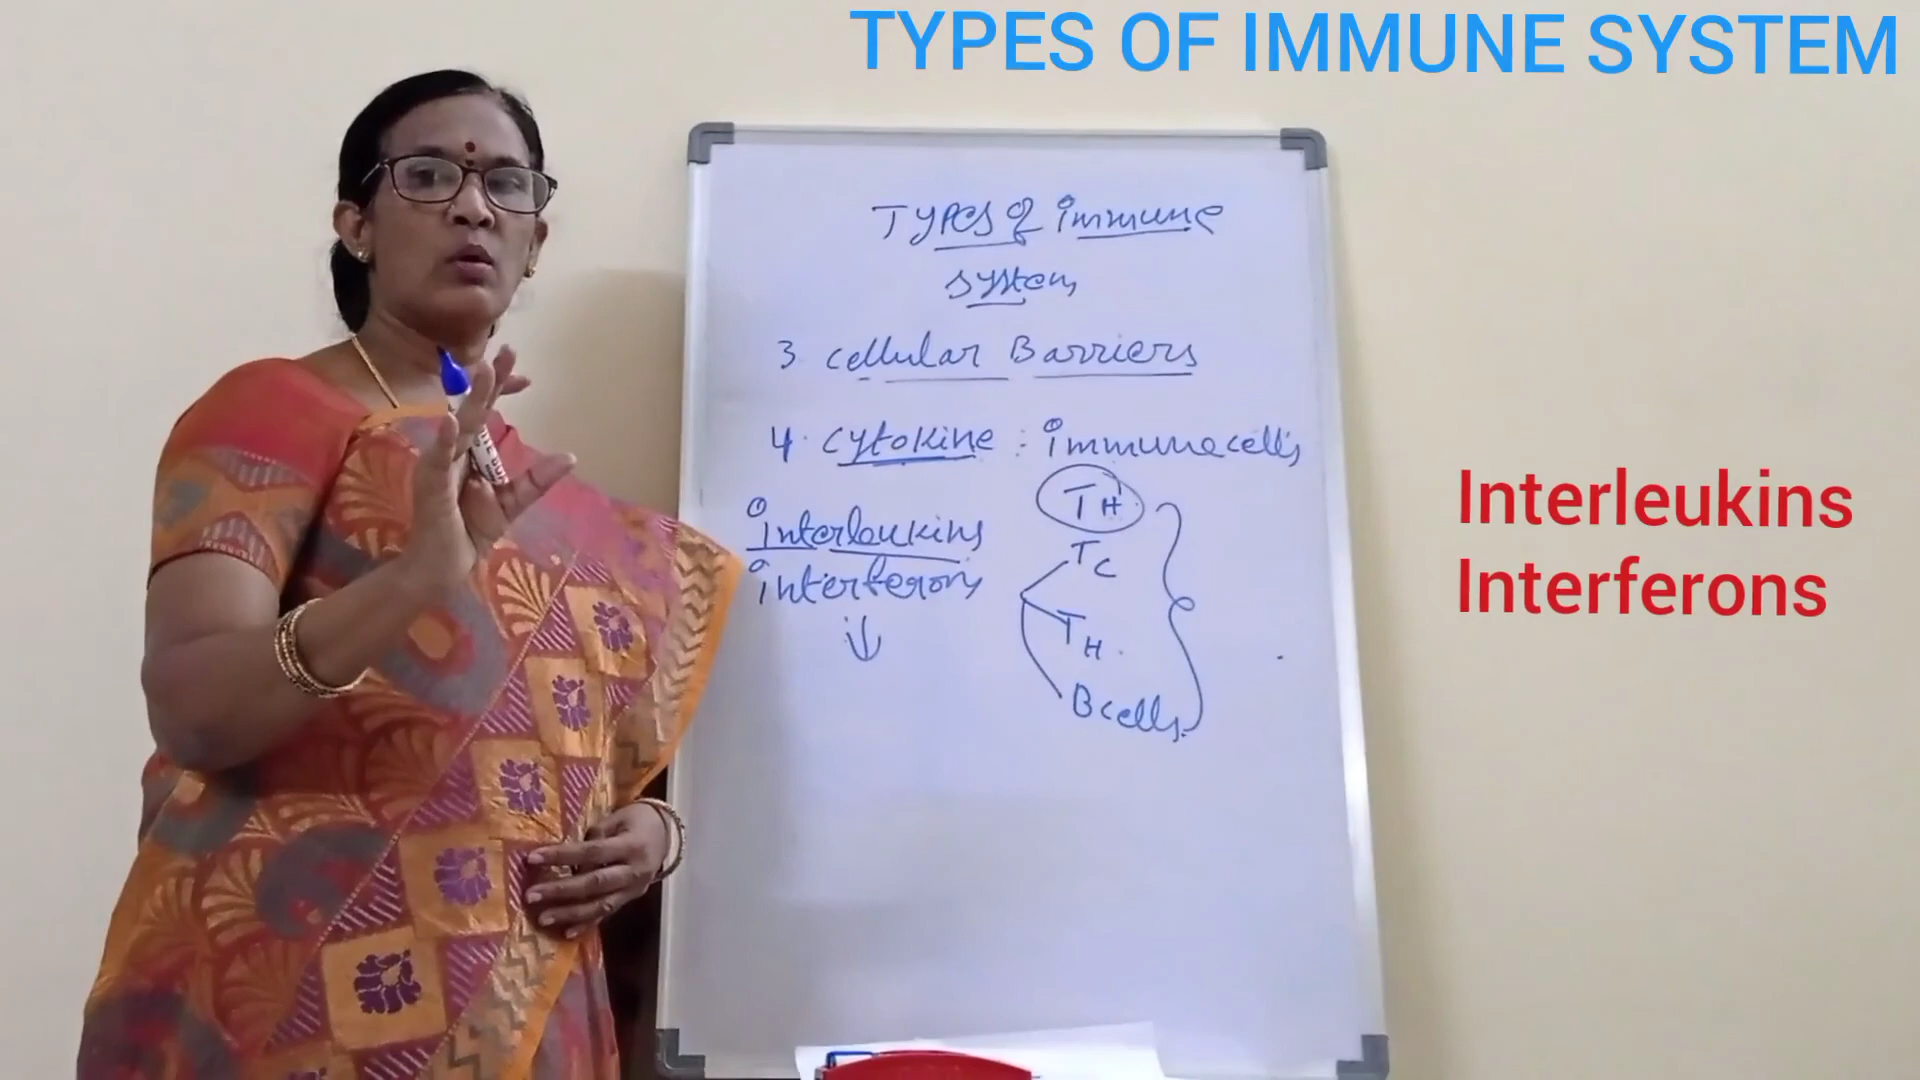 TYPES OF IMMUNE SYSTEM
Types of immune
system
3 Cellular Barriers
4. Cytokine : immunecells
interleukins
interferons
TH
TC
TH
B cells
Interleukins
Interferons